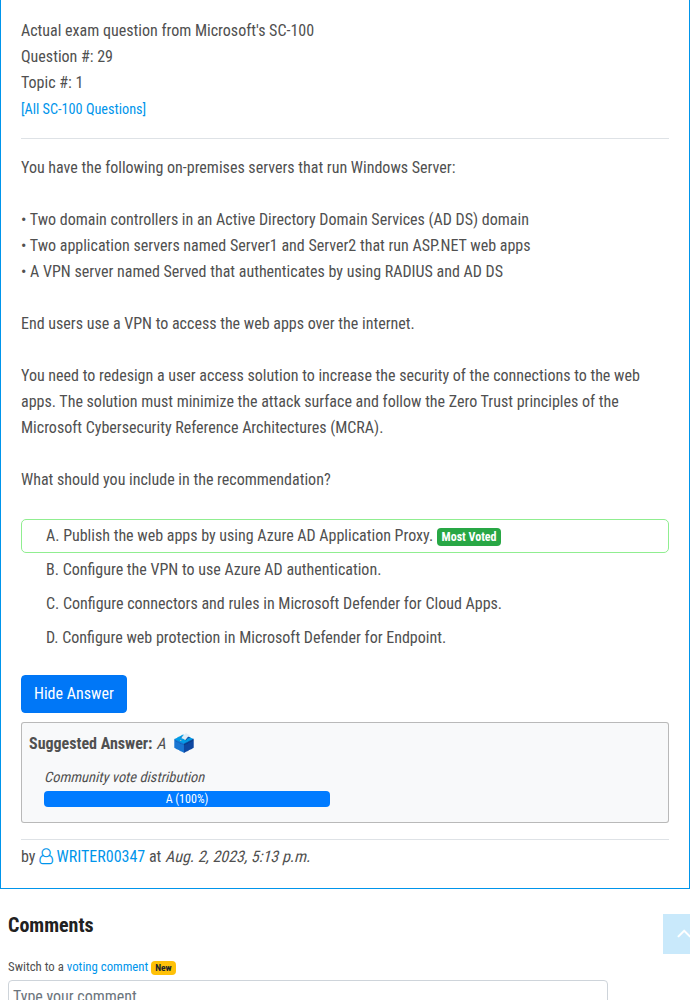 Actual exam question from Microsoft's SC-100
Question #: 29
Topic #: 1
[All SC-100 Questions]
You have the following on-premises servers that run Windows Server:
• Two domain controllers in an Active Directory Domain Services (AD DS) domain
• Two application servers named Server1 and Server2 that run ASP.NET web apps
• A VPN server named Served that authenticates by using RADIUS and AD DS
End users use a VPN to access the web apps over the internet.
You need to redesign a user access solution to increase the security of the connections to the web
apps. The solution must minimize the attack surface and follow the Zero Trust principles of the
Microsoft Cybersecurity Reference Architectures (MCRA).
What should you include in the recommendation?
A. Publish the web apps by using Azure AD Application Proxy. Most Voted
B. Configure the VPN to use Azure AD authentication.
C. Configure connectors and rules in Microsoft Defender for Cloud Apps.
D. Configure web protection in Microsoft Defender for Endpoint.
Hide Answer
Suggested Answer: A
Community vote distribution
A (100%)
by WRITER00347 at Aug. 2, 2023, 5:13 p.m.
Comments
Switch to a voting comment New
Type your comment